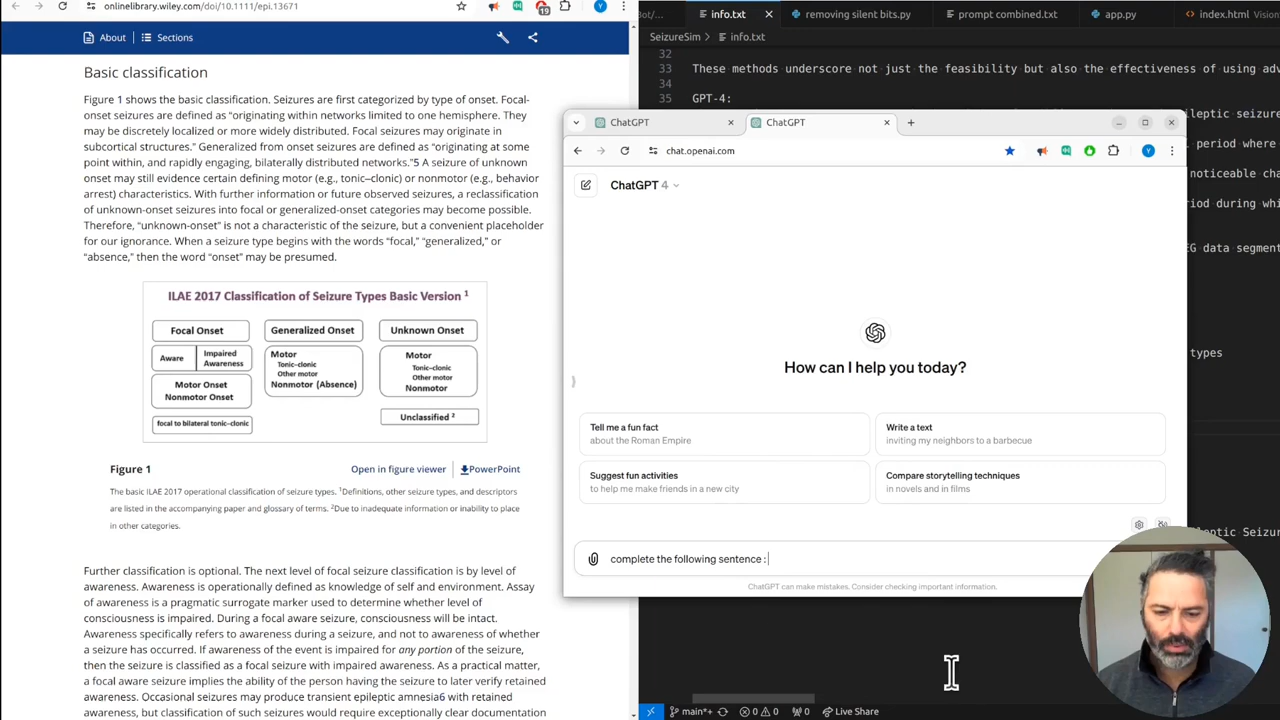 onlinelibrary.wiley.com/doi/10.1111/epi.13671
19
Y
About
Sections
Basic classification
Figure 1 shows the basic classification. Seizures are first categorized by type of onset. Focal-
onset seizures are defined as “originating within networks limited to one hemisphere. They
may be discretely localized or more widely distributed. Focal seizures may originate in
subcortical structures.” Generalized from onset seizures are defined as “originating at some
point within, and rapidly engaging, bilaterally distributed networks.”5 A seizure of unknown
onset may still evidence certain defining motor (e.g., tonic–clonic) or nonmotor (e.g., behavior
arrest) characteristics. With further information or future observed seizures, a reclassification
of unknown-onset seizures into focal or generalized-onset categories may become possible.
Therefore, “unknown-onset” is not a characteristic of the seizure, but a convenient placeholder
for our ignorance. When a seizure type begins with the words “focal,” “generalized,” or
“absence,” then the word “onset” may be presumed.
ILAE 2017 Classification of Seizure Types Basic Version 1
Focal Onset
Generalized Onset
Unknown Onset
Aware
Impaired
Awareness
Motor Onset
Nonmotor Onset
focal to bilateral tonic-clonic
Motor
Tonic-clonic
Other motor
Nonmotor (Absence)
Motor
Tonic-clonic
Other motor
Nonmotor
Unclassified 2
Figure 1
Open in figure viewer
PowerPoint
The basic ILAE 2017 operational classification of seizure types. 1Definitions, other seizure types, and descriptors
are listed in the accompanying paper and glossary of terms. 2Due to inadequate information or inability to place
in other categories.
Further classification is optional. The next level of focal seizure classification is by level of
awareness. Awareness is operationally defined as knowledge of self and environment. Assay
of awareness is a pragmatic surrogate marker used to determine whether level of
consciousness is impaired. During a focal aware seizure, consciousness will be intact.
Awareness specifically refers to awareness during a seizure, and not to awareness of whether
a seizure has occurred. If awareness of the event is impaired for any portion of the seizure,
then the seizure is classified as a focal seizure with impaired awareness. As a practical matter,
a focal aware seizure implies the ability of the person having the seizure to later verify retained
awareness. Occasional seizures may produce transient epileptic amnesia6 with retained
awareness, but classification of such seizures would require exceptionally clear documentation
info.txt
removing silent bits.py
prompt combined.txt
app.py
index.html
SeizureSim > info.txt
32
33 These methods underscore not just the feasibility but also the effectiveness of using adv
34
35 GPT-4:
ileptic seizure
period where
noticeable cha
riod during whi
EG data segment
types
leptic Seizure
ChatGPT
ChatGPT
chat.openai.com
Y
ChatGPT 4
How can I help you today?
Tell me a fun fact
about the Roman Empire
Write a text
inviting my neighbors to a barbecue
Suggest fun activities
to help me make friends in a new city
Compare storytelling techniques
in novels and in films
complete the following sentence :
ChatGPT can make mistakes. Consider checking important information.
main*+
0
0
0
Live Share